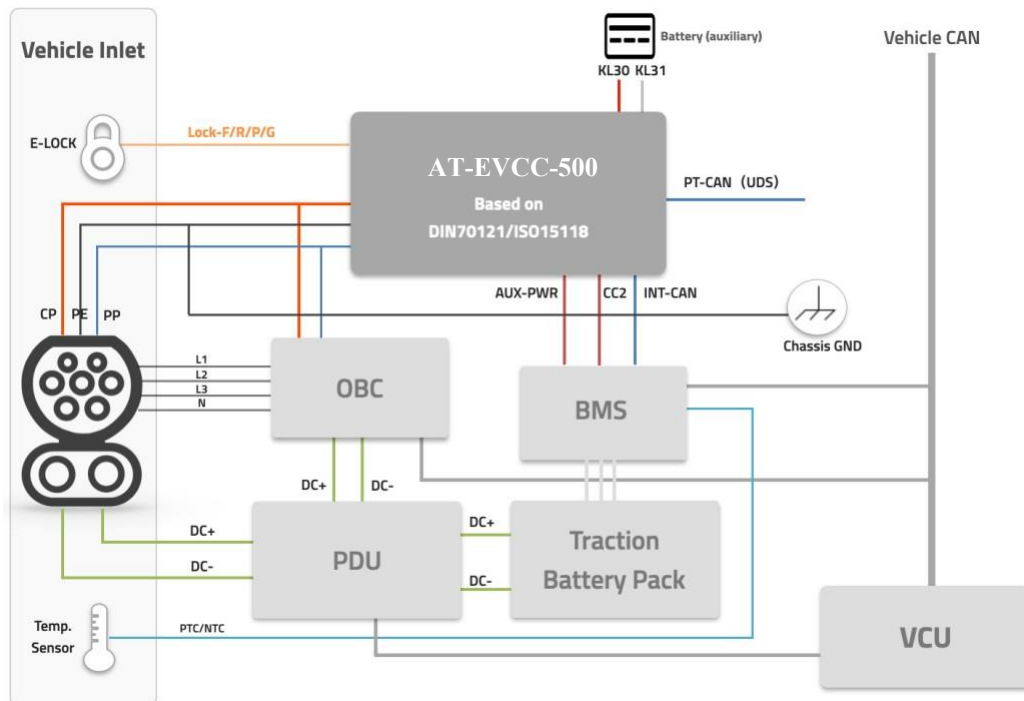 Vehicle Inlet
Battery (auxiliary)
Vehicle CAN
KL30 KL31
E-LOCK
Lock-F/R/P/G
AT-EVCC-500
Based on
DIN70121/ISO15118
PT-CAN（UDS）
AUX-PWR
CC2
INT-CAN
CP
PE
PP
Chassis GND
L1
L2
L3
N
OBC
BMS
DC+
DC-
DC+
DC-
PDU
DC+
DC-
Traction
Battery Pack
Temp.
Sensor
PTC/NTC
VCU